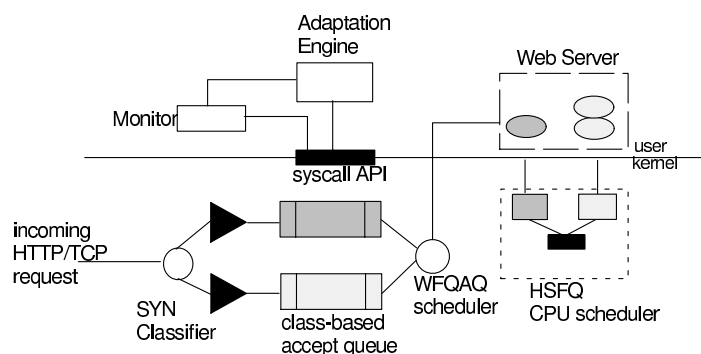 Adaptation
Engine
Web Server
Monitor
user
kernel
syscall API
incoming
HTTP/TCP
request
SYN
Classifier
class-based
accept queue
WFQAQ
scheduler
HSFQ
CPU scheduler